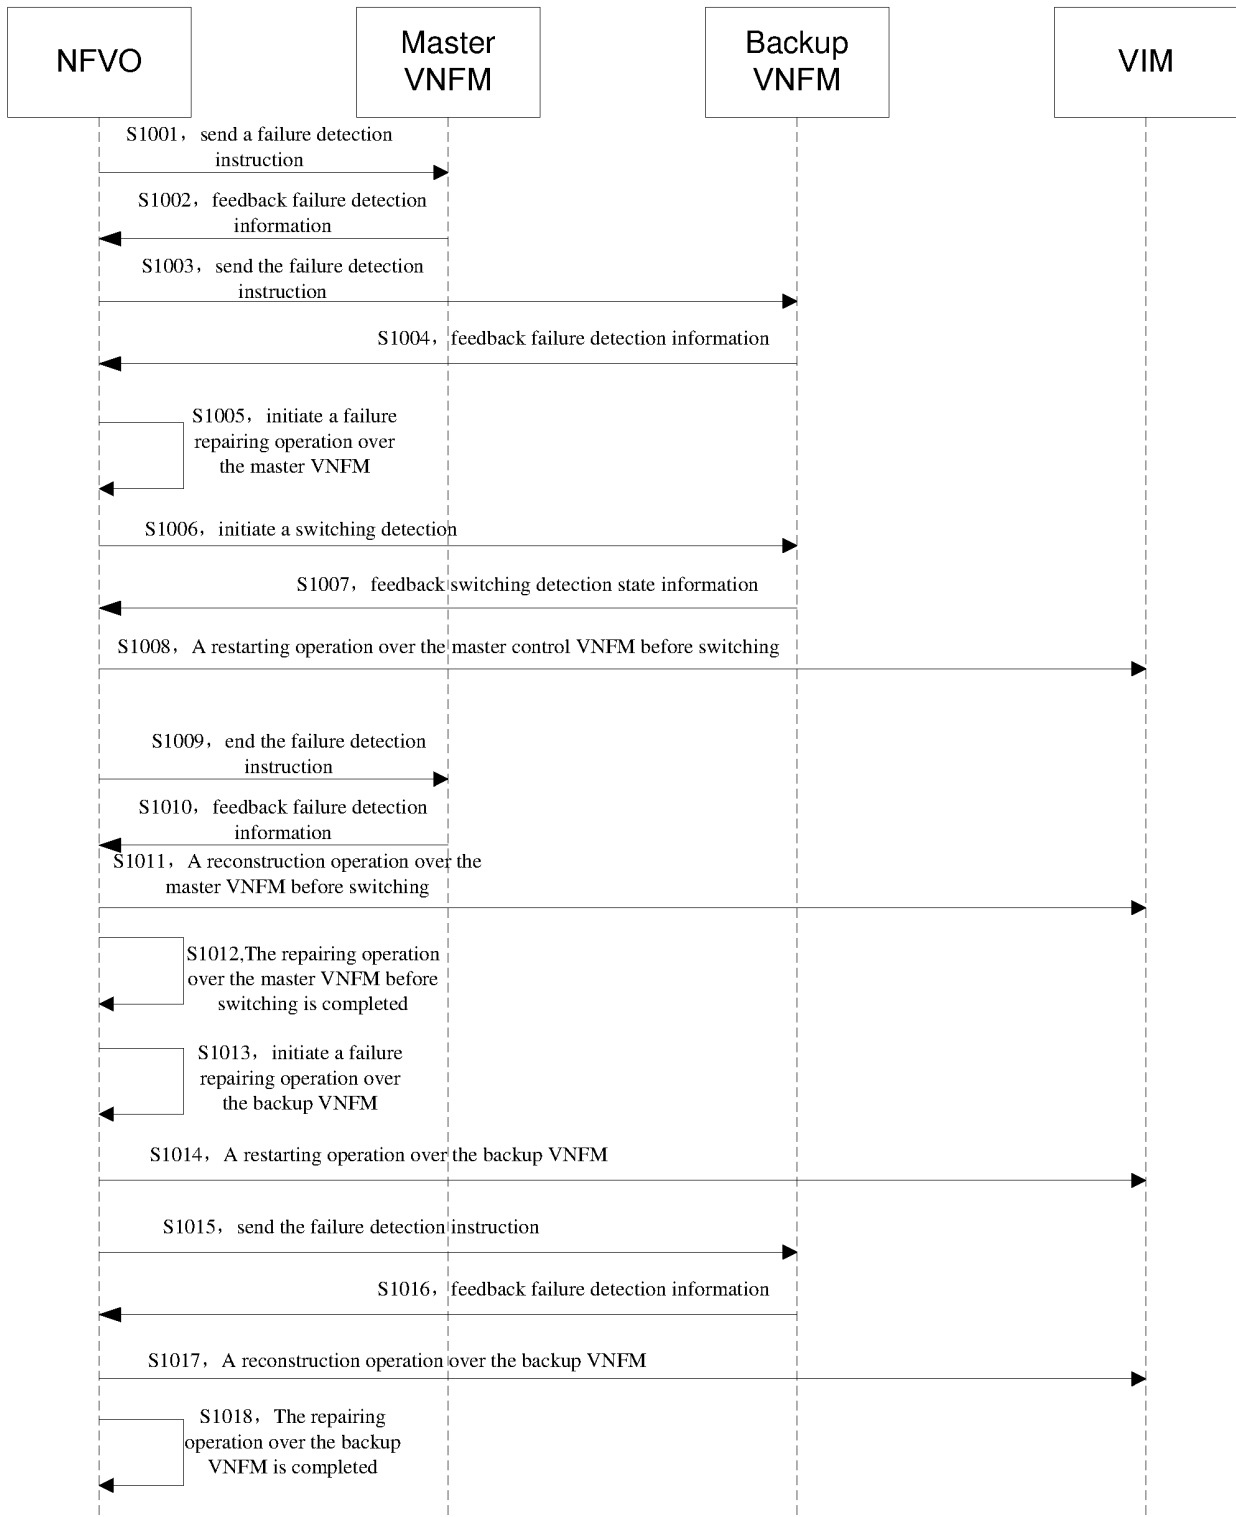 NFVO
Master
VNFM
Backup
VNFM
VIM
S1001，send a failure detection
instruction
S1002，feedback failure detection
information
S1003，send the failure detection
instruction
S1004，feedback failure detection information
S1005，initiate a failure
repairing operation over
the master VNFM
S1006，initiate a switching detection
S1007，feedback switching detection state information
S1008，A restarting operation over the master control VNFM before switching
S1009，end the failure detection
instruction
S1010，feedback failure detection
information
S1011，A reconstruction operation over the
master VNFM before switching
S1012,The repairing operation
over the master VNFM before
switching is completed
S1013，initiate a failure
repairing operation over
the backup VNFM
S1014，A restarting operation over the backup VNFM
S1015，send the failure detection instruction
S1016，feedback failure detection information
S1017，A reconstruction operation over the backup VNFM
S1018，The repairing
operation over the backup
VNFM is completed